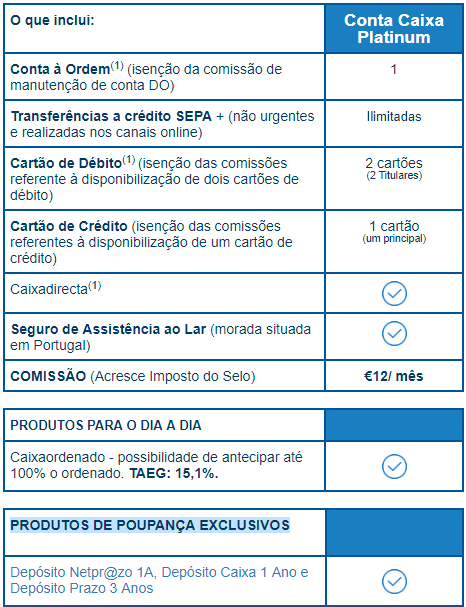 O que inclui:
Conta Caixa
Platinum
Conta à Ordem(1) (isenção da comissão de
manutenção de conta DO)
1
Transferências a crédito SEPA + (não urgentes
e realizadas nos canais online)
Ilimitadas
Cartão de Débito(1) (isenção das comissões
referente à disponibilização de dois cartões de
débito)
2 cartões
(2 Titulares)
Cartão de Crédito (isenção das comissões
referentes à disponibilização de um cartão de
crédito)
1 cartão
(um principal)
Caixadirecta(1)
Seguro de Assistência ao Lar (morada situada
em Portugal)
COMISSÃO (Acresce Imposto do Selo)
€12/ mês
PRODUTOS PARA O DIA A DIA
Caixaordenado - possibilidade de antecipar até
100% o ordenado. TAEG: 15,1%.
PRODUTOS DE POUPANÇA EXCLUSIVOS
Depósito Netpr@zo 1A, Depósito Caixa 1 Ano e
Depósito Prazo 3 Anos